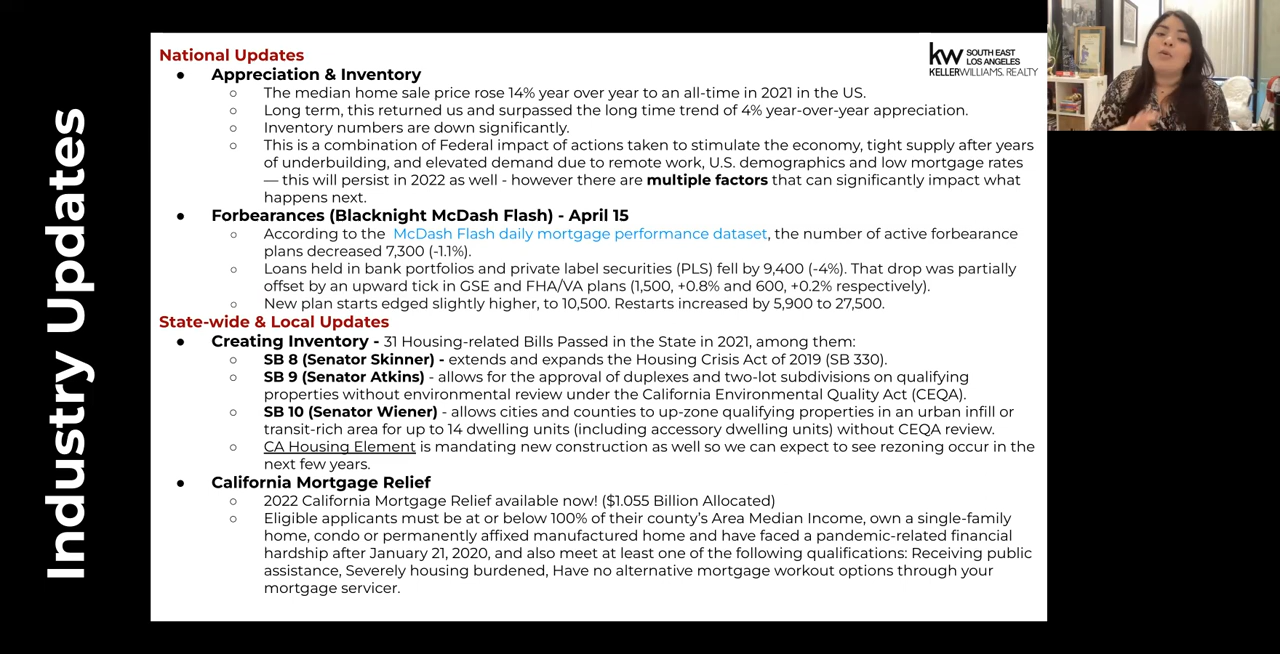 Industry Updates
National Updates
kw SOUTH EAST
LOS ANGELES
KELLERWILLIAMS. REALTY
● Appreciation & Inventory
○ The median home sale price rose 14% year over year to an all-time in 2021 in the US.
○ Long term, this returned us and surpassed the long time trend of 4% year-over-year appreciation.
○ Inventory numbers are down significantly.
○ This is a combination of Federal impact of actions taken to stimulate the economy, tight supply after years
of underbuilding, and elevated demand due to remote work, U.S. demographics and low mortgage rates
— this will persist in 2022 as well - however there are multiple factors that can significantly impact what
happens next.
● Forbearances (Blacknight McDash Flash) - April 15
○ According to the McDash Flash daily mortgage performance dataset, the number of active forbearance
plans decreased 7,300 (-1.1%).
○ Loans held in bank portfolios and private label securities (PLS) fell by 9,400 (-4%). That drop was partially
offset by an upward tick in GSE and FHA/VA plans (1,500, +0.8% and 600, +0.2% respectively).
○ New plan starts edged slightly higher, to 10,500. Restarts increased by 5,900 to 27,500.
State-wide & Local Updates
● Creating Inventory - 31 Housing-related Bills Passed in the State in 2021, among them:
○ SB 8 (Senator Skinner) - extends and expands the Housing Crisis Act of 2019 (SB 330).
○ SB 9 (Senator Atkins) - allows for the approval of duplexes and two-lot subdivisions on qualifying
properties without environmental review under the California Environmental Quality Act (CEQA).
○ SB 10 (Senator Wiener) - allows cities and counties to up-zone qualifying properties in an urban infill or
transit-rich area for up to 14 dwelling units (including accessory dwelling units) without CEQA review.
○ CA Housing Element is mandating new construction as well so we can expect to see rezoning occur in the
next few years.
● California Mortgage Relief
○ 2022 California Mortgage Relief available now! ($1.055 Billion Allocated)
○ Eligible applicants must be at or below 100% of their county's Area Median Income, own a single-family
home, condo or permanently affixed manufactured home and have faced a pandemic-related financial
hardship after January 21, 2020, and also meet at least one of the following qualifications: Receiving public
assistance, Severely housing burdened, Have no alternative mortgage workout options through your
mortgage servicer.